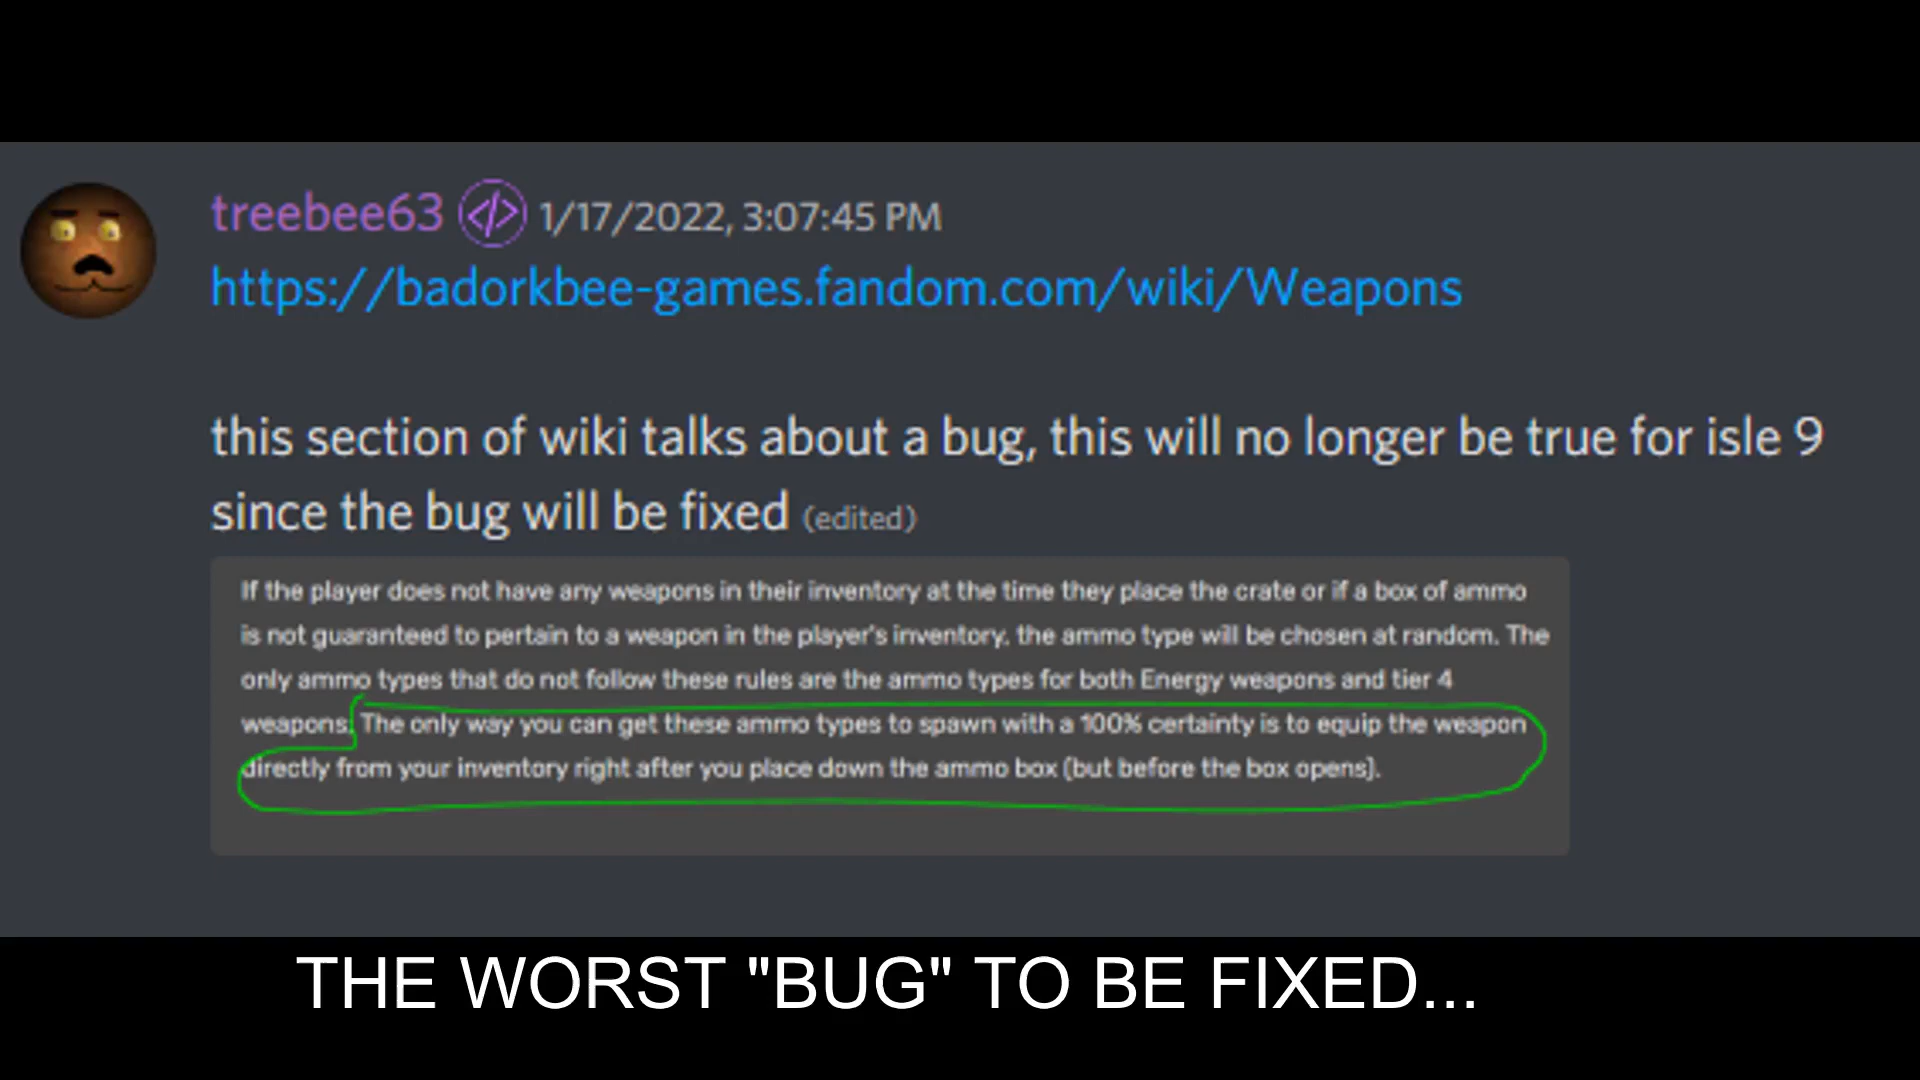 treebee63 </> 1/17/2022, 3:07:45 PM
https://badorkbee-games.fandom.com/wiki/Weapons
this section of wiki talks about a bug, this will no longer be true for isle 9
since the bug will be fixed (edited)
If the player does not have any weapons in their inventory at the time they place the crate or if a box of ammo
is not guaranteed to pertain to a weapon in the player's inventory, the ammo type will be chosen at random. The
only ammo types that do not follow these rules are the ammo types for both Energy weapons and tier 4
weapons. The only way you can get these ammo types to spawn with a 100% certainty is to equip the weapon
directly from your inventory right after you place down the ammo box (but before the box opens).
THE WORST "BUG" TO BE FIXED...